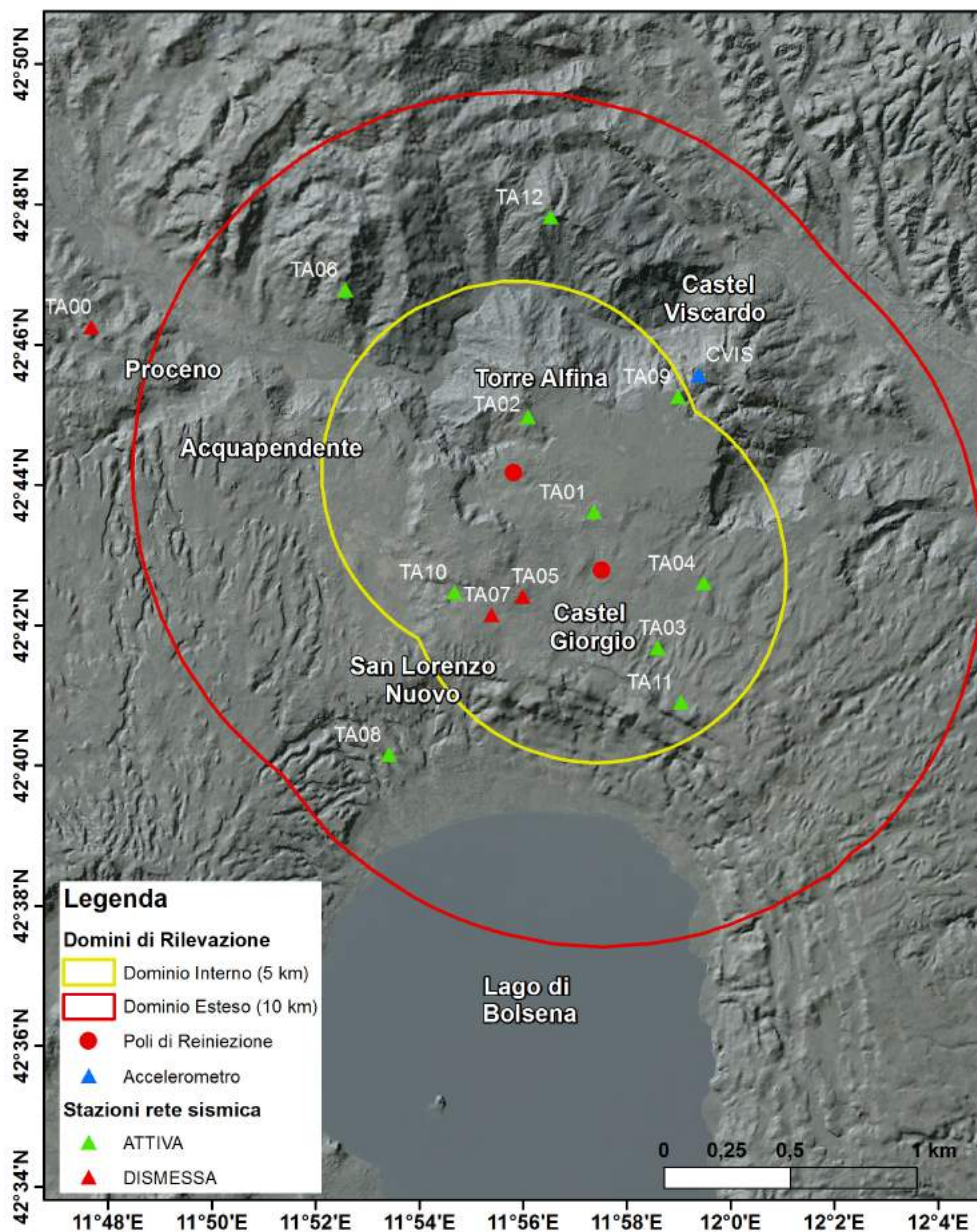 42°50'N
42°48'N
42°46'N
42°44'N
42°42'N
42°40'N
42°38'N
42°36'N
42°34'N
TA12
TA06
TA00
Castel
Viscardo
Proceno
CVIS
TA09
Torre Alfina
TA02
Acquapendente
TA01
TA10
TA05
TA04
TA07
Castel
Giorgio
TA03
San Lorenzo
Nuovo
TA11
TA08
Lago di
Bolsena
Legenda
Domini di Rilevazione
Dominio Interno (5 km)
Dominio Esteso (10 km)
Poli di Reiniezione
Accelerometro
Stazioni rete sismica
ATTIVA
DISMESSA
0 0,25 0,5 1 km
11°48'E 11°50'E 11°52'E 11°54'E 11°56'E 11°58'E 12°0'E 12°2'E 12°4'E